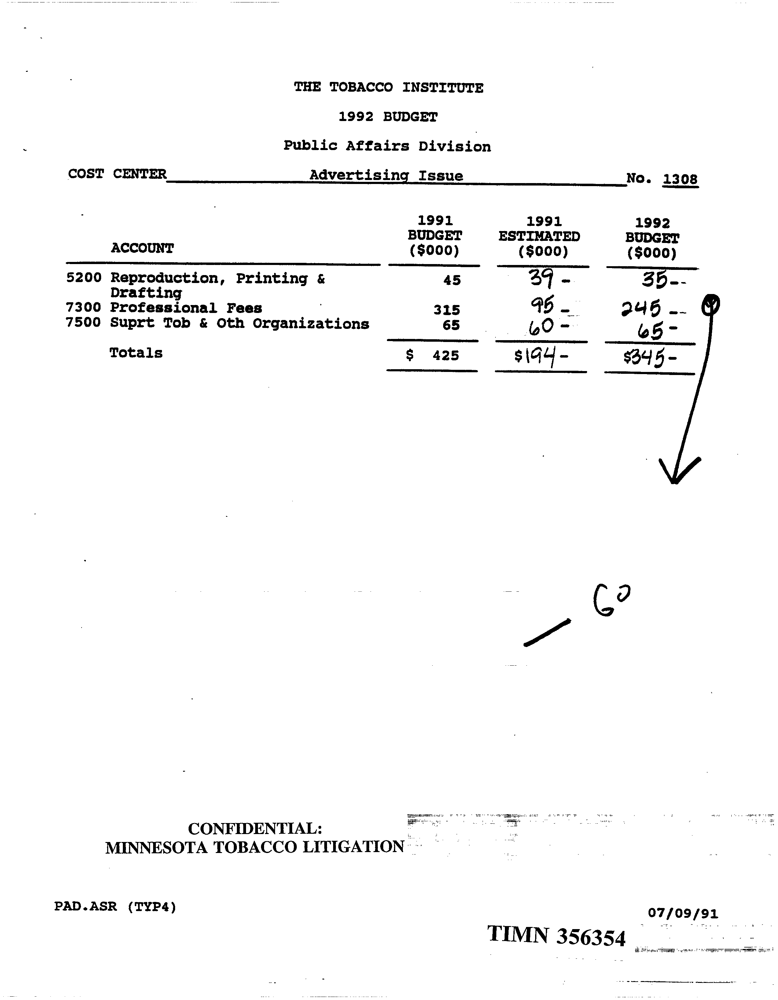 THE TOBACCO INSTITUTE
1992 BUDGET
Public Affairs Division
COST CENTER Advertising Issue No. 1308
1991 1991 1992
BUDGET ESTIMATED BUDGET
ACCOUNT ($000) ($000) ($000)
5200 Reproduction, Printing & 45 39 - 35--
Drafting
7300 Professional Fees 315 95 - 245 --
7500 Suprt Tob & Oth Organizations 65 60 - 65 -
Totals $ 425 $194 - $345 -
60
CONFIDENTIAL:
MINNESOTA TOBACCO LITIGATION
PAD.ASR (TYP4) 07/09/91
TIMN 356354